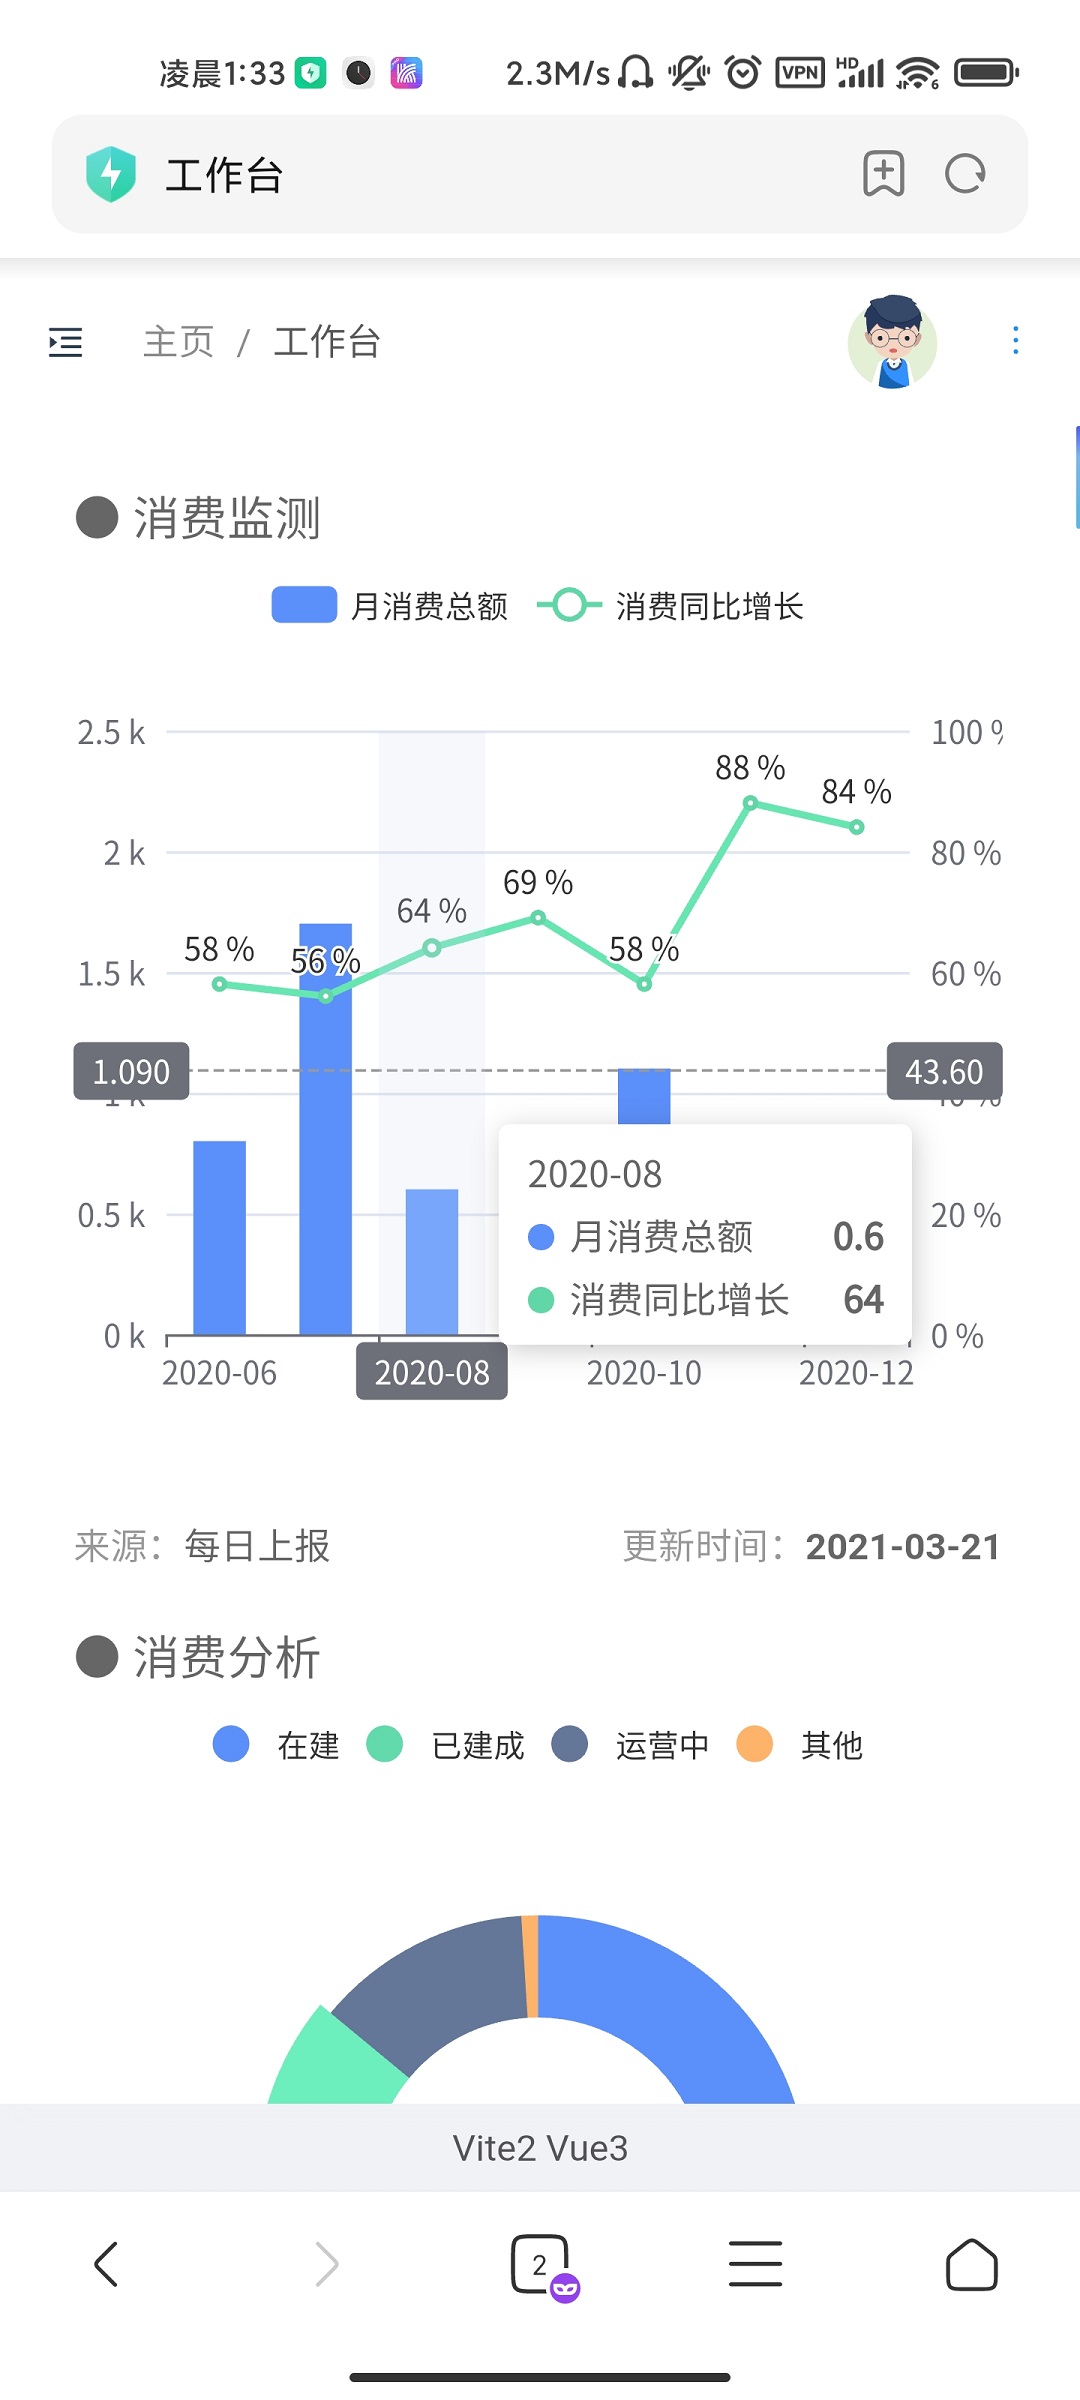 凌晨1:33 2.3M/s VPN HD 6
工作台
主页 / 工作台
消费监测
月消费总额 消费同比增长
2.5 k 100 %
88 %
84 %
2 k 80 %
69 %
64 %
58 % 56 % 58 %
1.5 k 60 %
1.090 43.60
1 k 40 %
2020-08
0.5 k 20 %
月消费总额 0.6
消费同比增长 64
0 k 0 %
2020-06 2020-08 2020-10 2020-12
来源：每日上报 更新时间：2021-03-21
消费分析
在建 已建成 运营中 其他
Vite2 Vue3
2